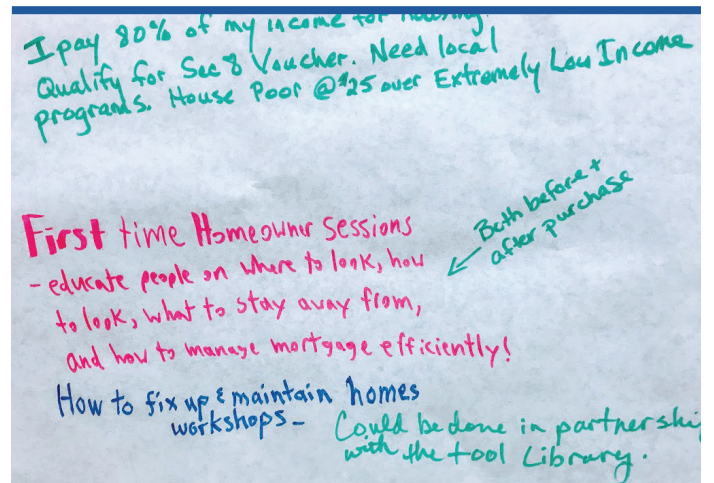 I pay 80% of my income for housing.
Qualify for Sec 8 Voucher. Need local
programs. House Poor @ $25 over Extremely Low Income
First time Homeowner Sessions
- educate people on where to look, how
to look, what to stay away from,
and how to manage mortgage efficiently!
Both before +
after purchase
How to fix up & maintain homes
workshops-
Could be done in partnership
with the tool Library.